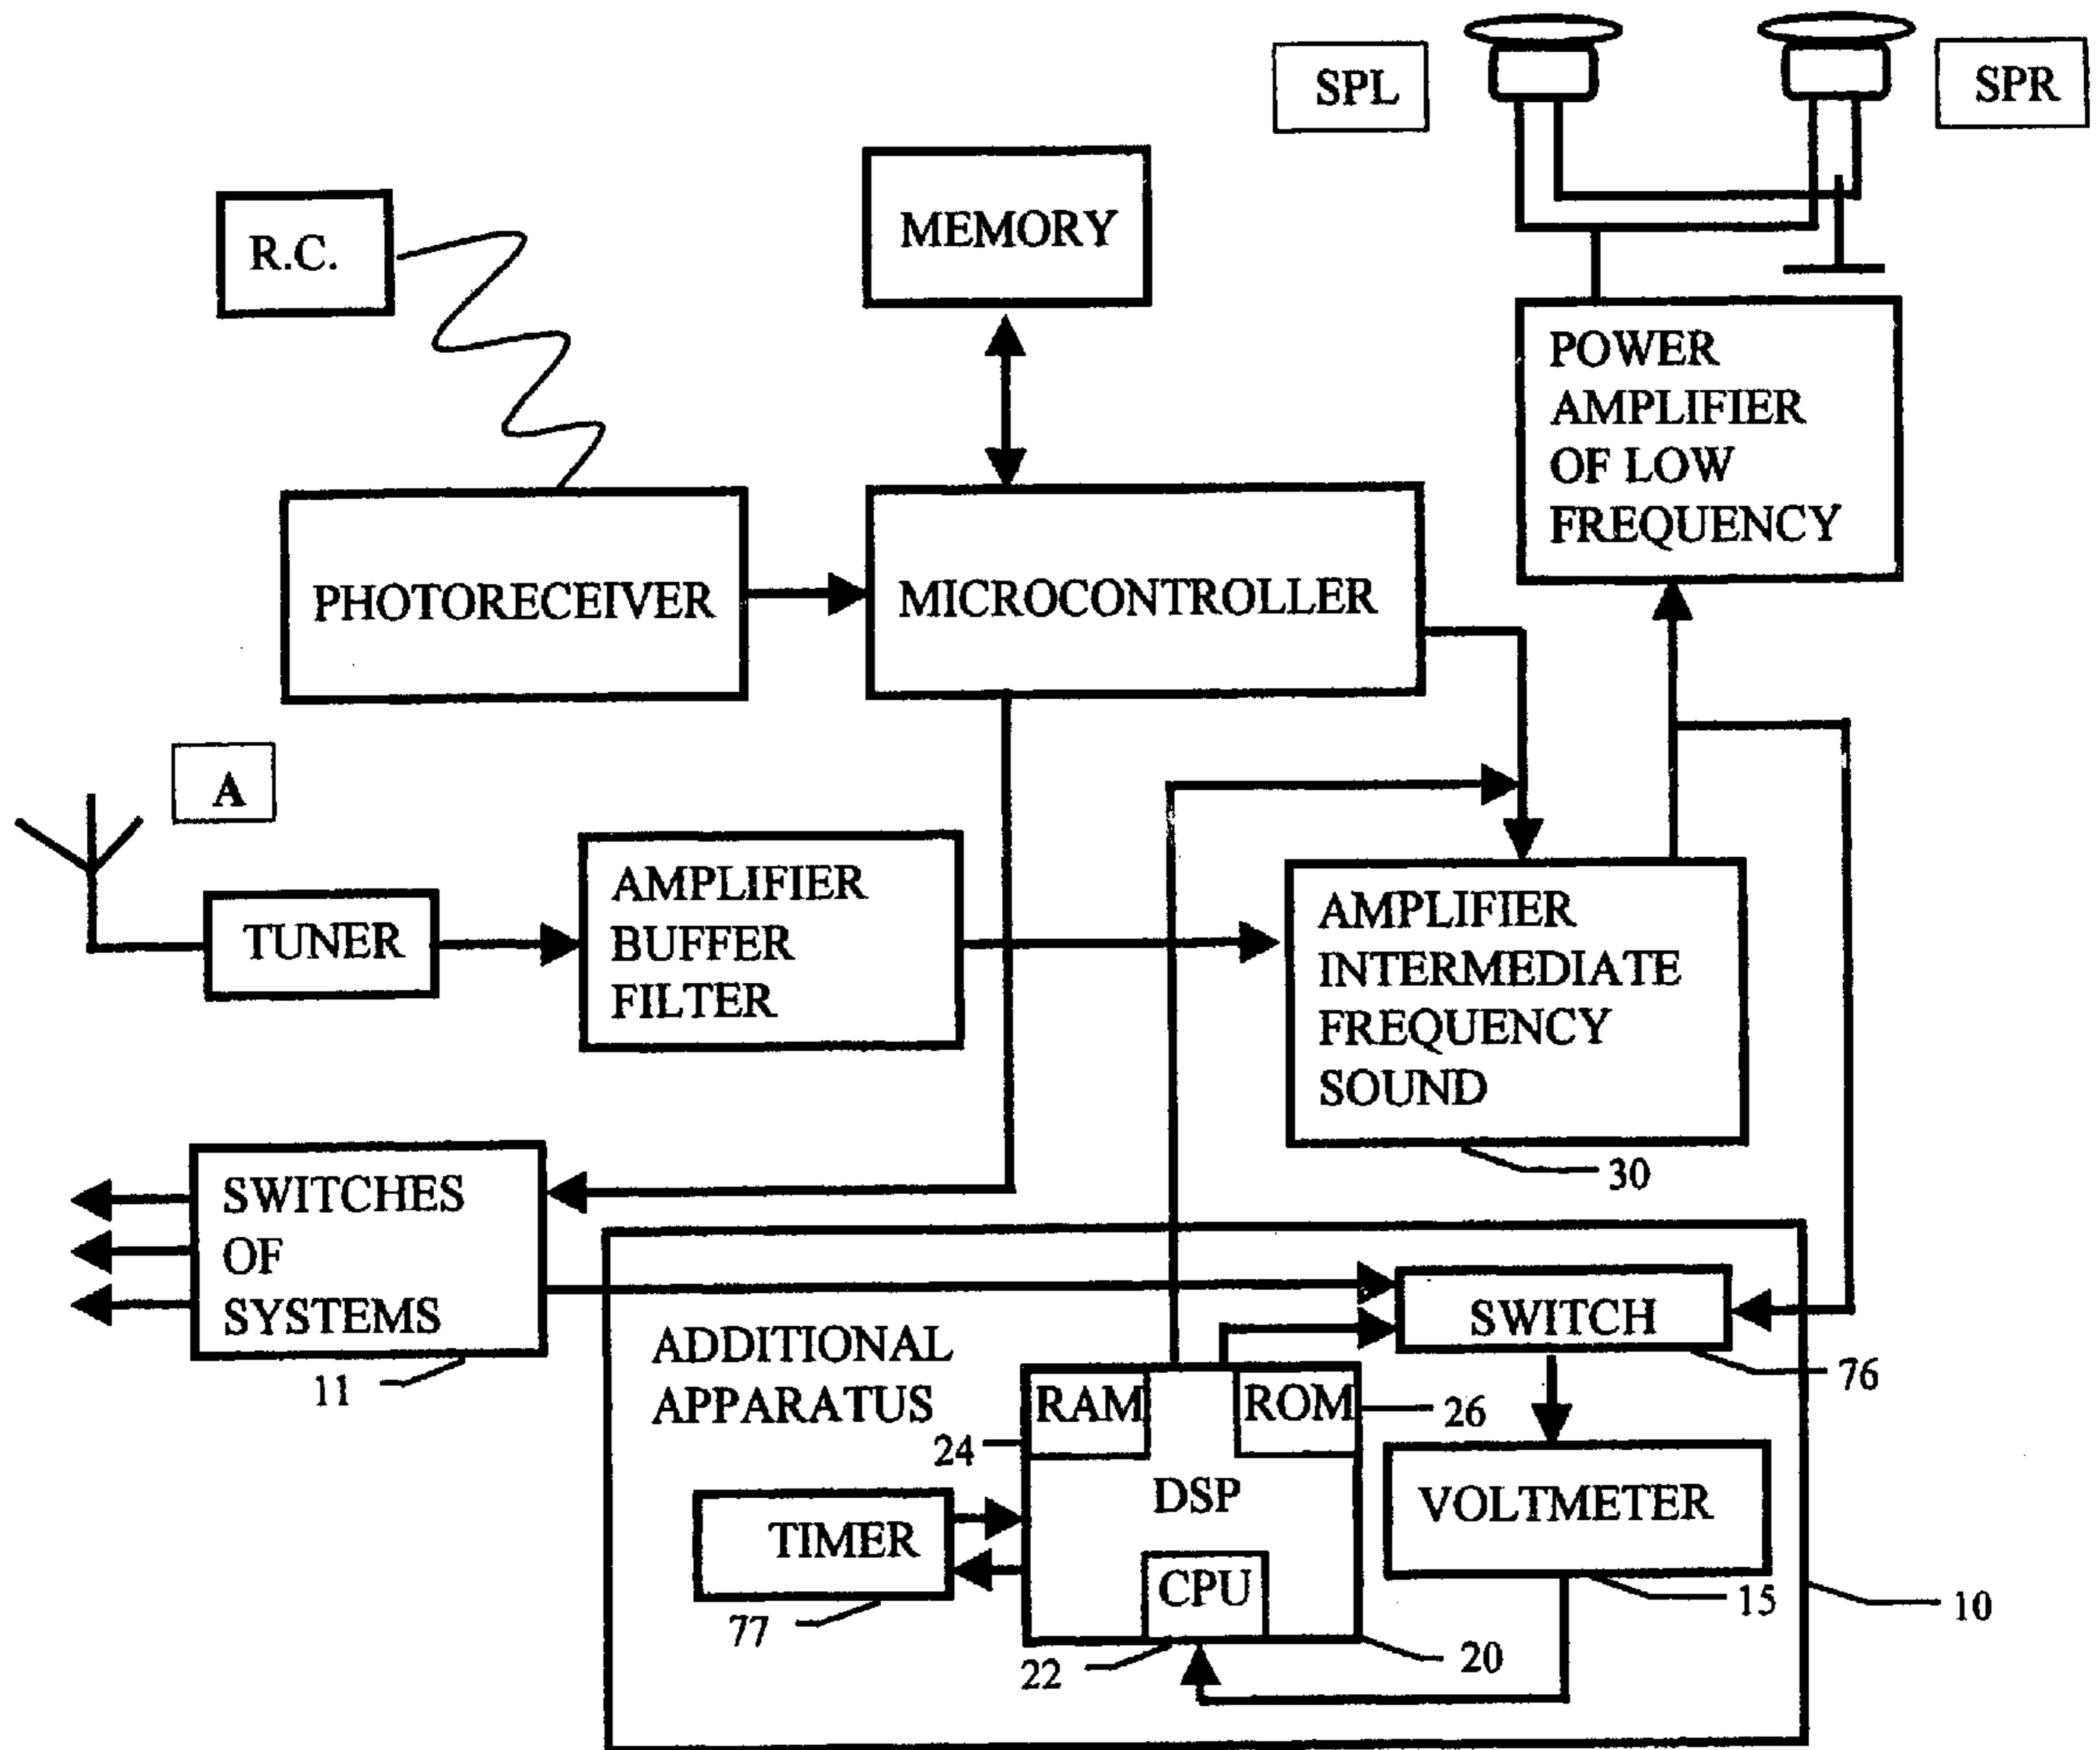 SPL
SPR
MEMORY
R.C.
POWER
AMPLIFIER
OF LOW
FREQUENCY
PHOTORECEIVER
MICROCONTROLLER
A
TUNER
AMPLIFIER
BUFFER
FILTER
AMPLIFIER
INTERMEDIATE
FREQUENCY
SOUND
30
SWITCHES
OF
SYSTEMS
11
SWITCH
76
ADDITIONAL
APPARATUS
RAM
ROM
26
24
DSP
VOLTMETER
TIMER
CPU
15
10
77
22
20